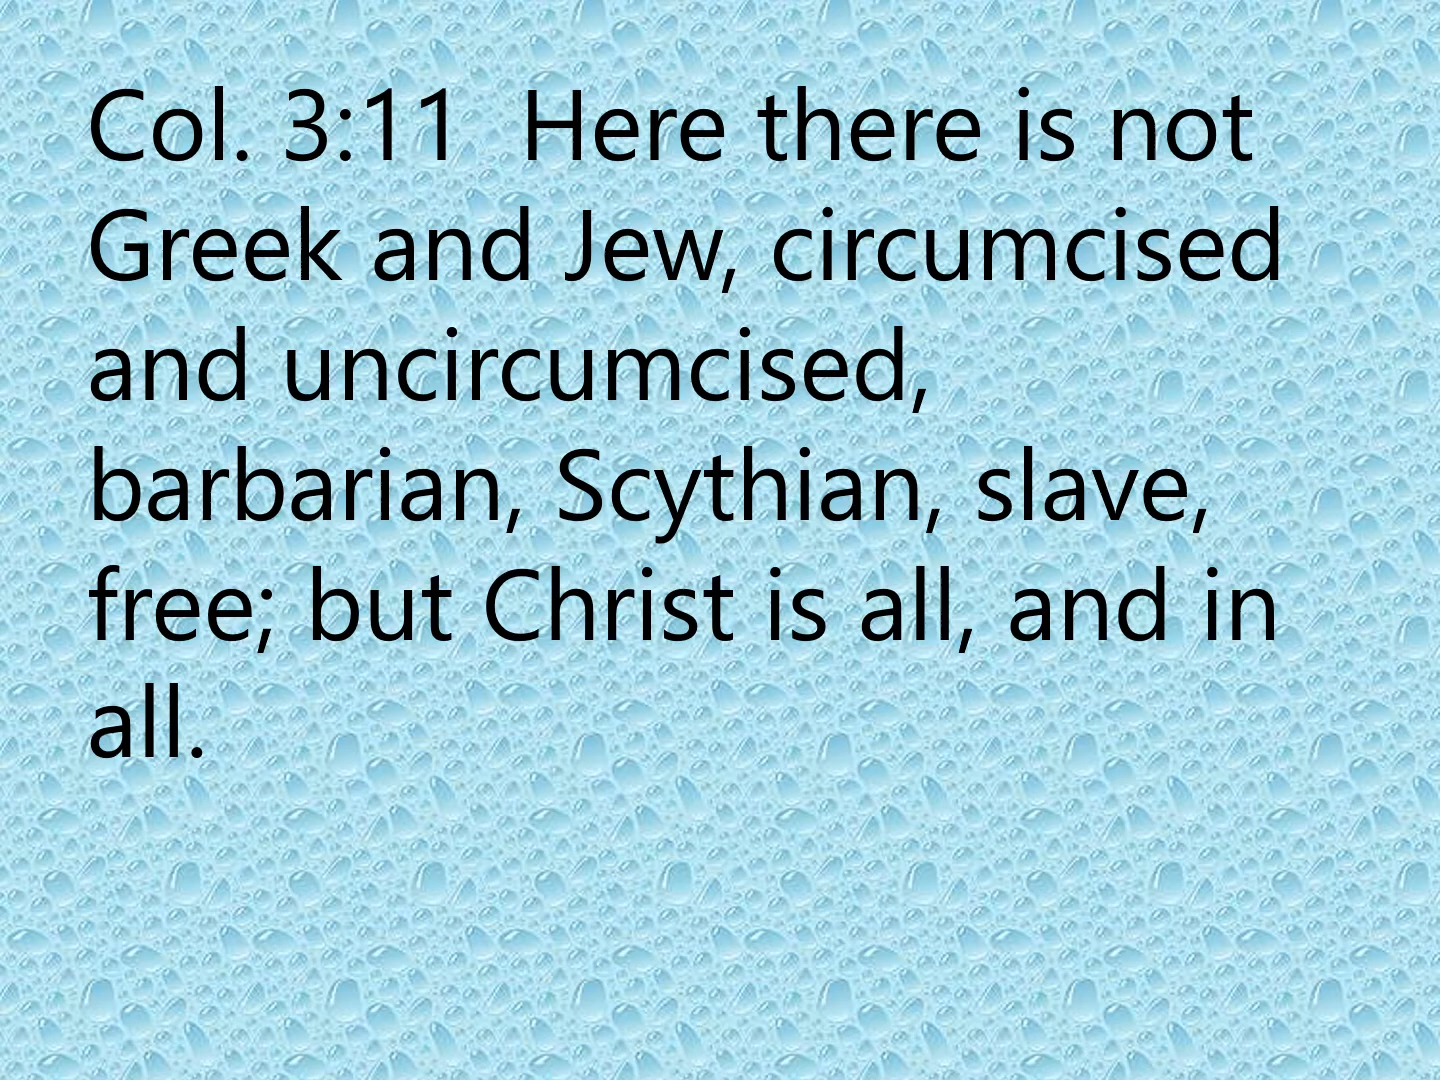 Col. 3:11  Here there is not
Greek and Jew, circumcised
and uncircumcised,
barbarian, Scythian, slave,
free; but Christ is all, and in
all.